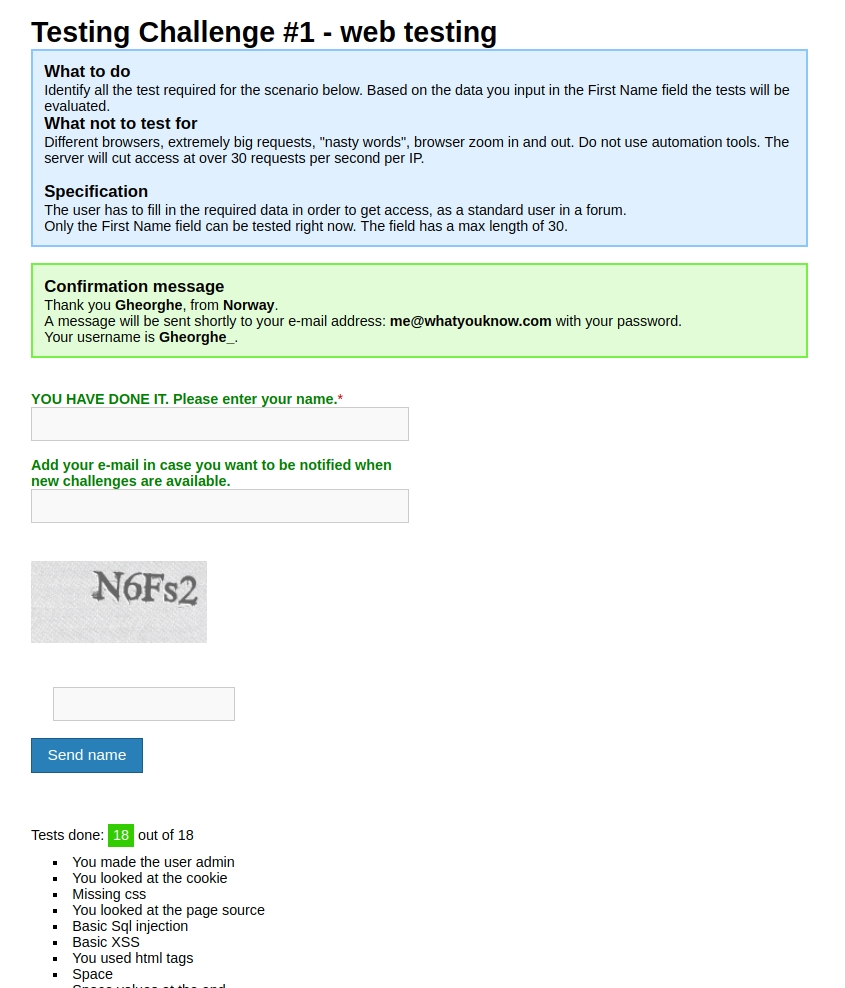 Testing Challenge #1 - web testing
What to do
Identify all the test required for the scenario below. Based on the data you input in the First Name field the tests will be
evaluated.
What not to test for
Different browsers, extremely big requests, "nasty words", browser zoom in and out. Do not use automation tools. The
server will cut access at over 30 requests per second per IP.
Specification
The user has to fill in the required data in order to get access, as a standard user in a forum.
Only the First Name field can be tested right now. The field has a max length of 30.
Confirmation message
Thank you Gheorghe, from Norway.
A message will be sent shortly to your e-mail address: me@whatyouknow.com with your password.
Your username is Gheorghe_.
YOU HAVE DONE IT. Please enter your name.*
Add your e-mail in case you want to be notified when
new challenges are available.
N6Fs2
Send name
Tests done: 18 out of 18
You made the user admin
You looked at the cookie
Missing css
You looked at the page source
Basic Sql injection
Basic XSS
You used html tags
Space
Space values at the end